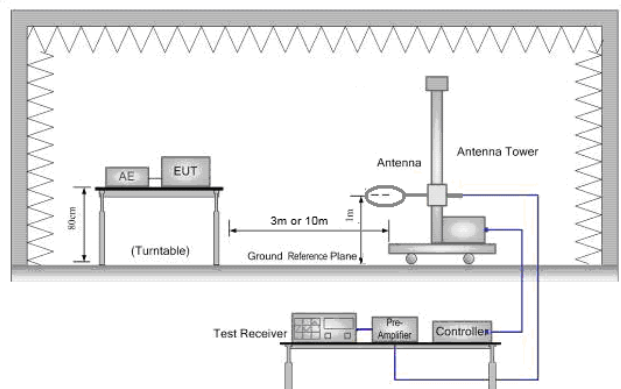 Antenna
Antenna Tower
AE
EUT
80cm
(Turntable)
3m or 10m
1m
Ground Reference Plane
Test Receiver
Pre-
Amplifier
Controller